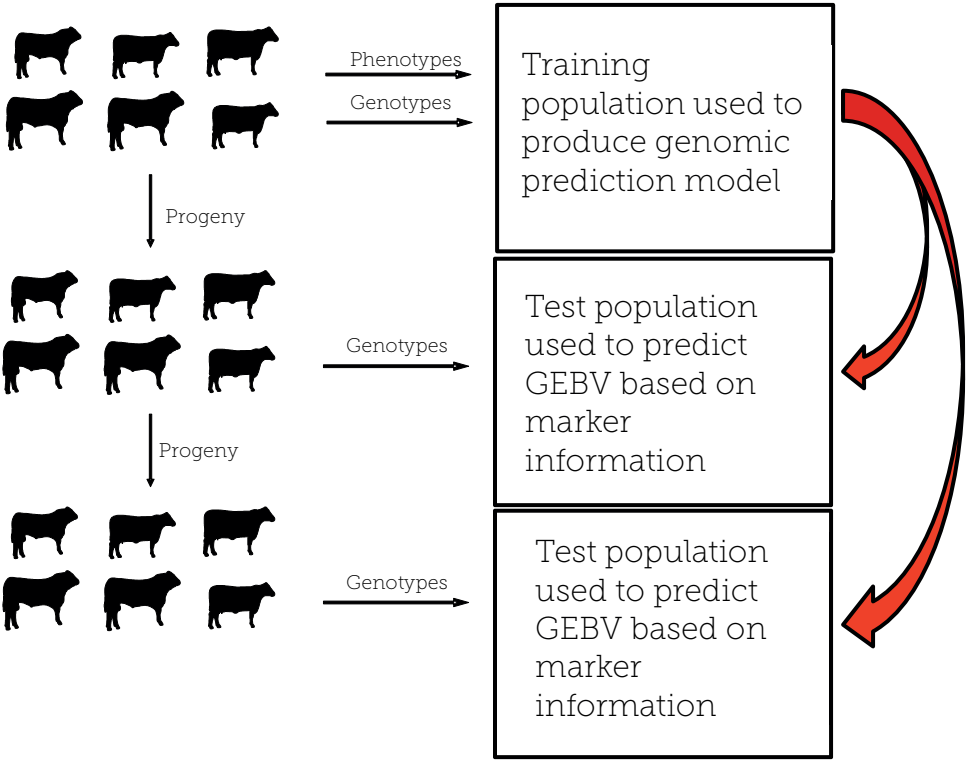 Phenotypes
Genotypes
Training
population used to
produce genomic
prediction model
Progeny
Genotypes
Test population
used to predict
GEBV based on
marker
information
Progeny
Genotypes
Test population
used to predict
GEBV based on
marker
information